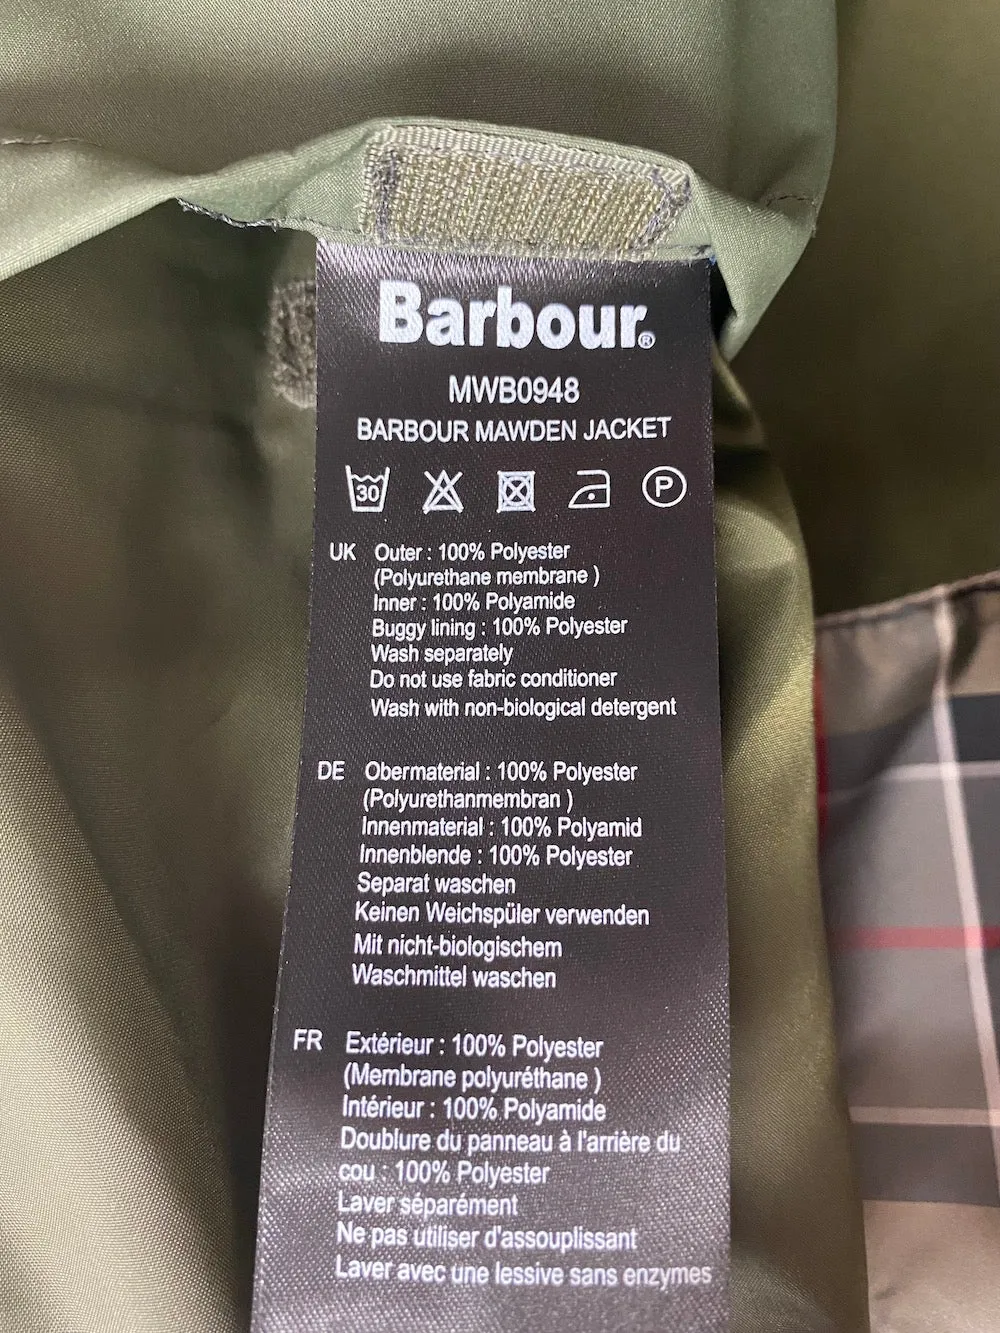 Barbour®
MWB0948
BARBOUR MAWDEN JACKET
30
P
UK Outer : 100% Polyester
(Polyurethane membrane )
Inner : 100% Polyamide
Buggy lining : 100% Polyester
Wash separately
Do not use fabric conditioner
Wash with non-biological detergent
DE Obermaterial : 100% Polyester
(Polyurethanmembran )
Innenmaterial : 100% Polyamid
Innenblende : 100% Polyester
Separat waschen
Keinen Weichspüler verwenden
Mit nicht-biologischem
Waschmittel waschen
FR Extérieur : 100% Polyester
(Membrane polyuréthane )
Intérieur : 100% Polyamide
Doublure du panneau à l'arrière du
cou : 100% Polyester
Laver séparément
Ne pas utiliser d'assouplissant
Laver avec une lessive sans enzymes